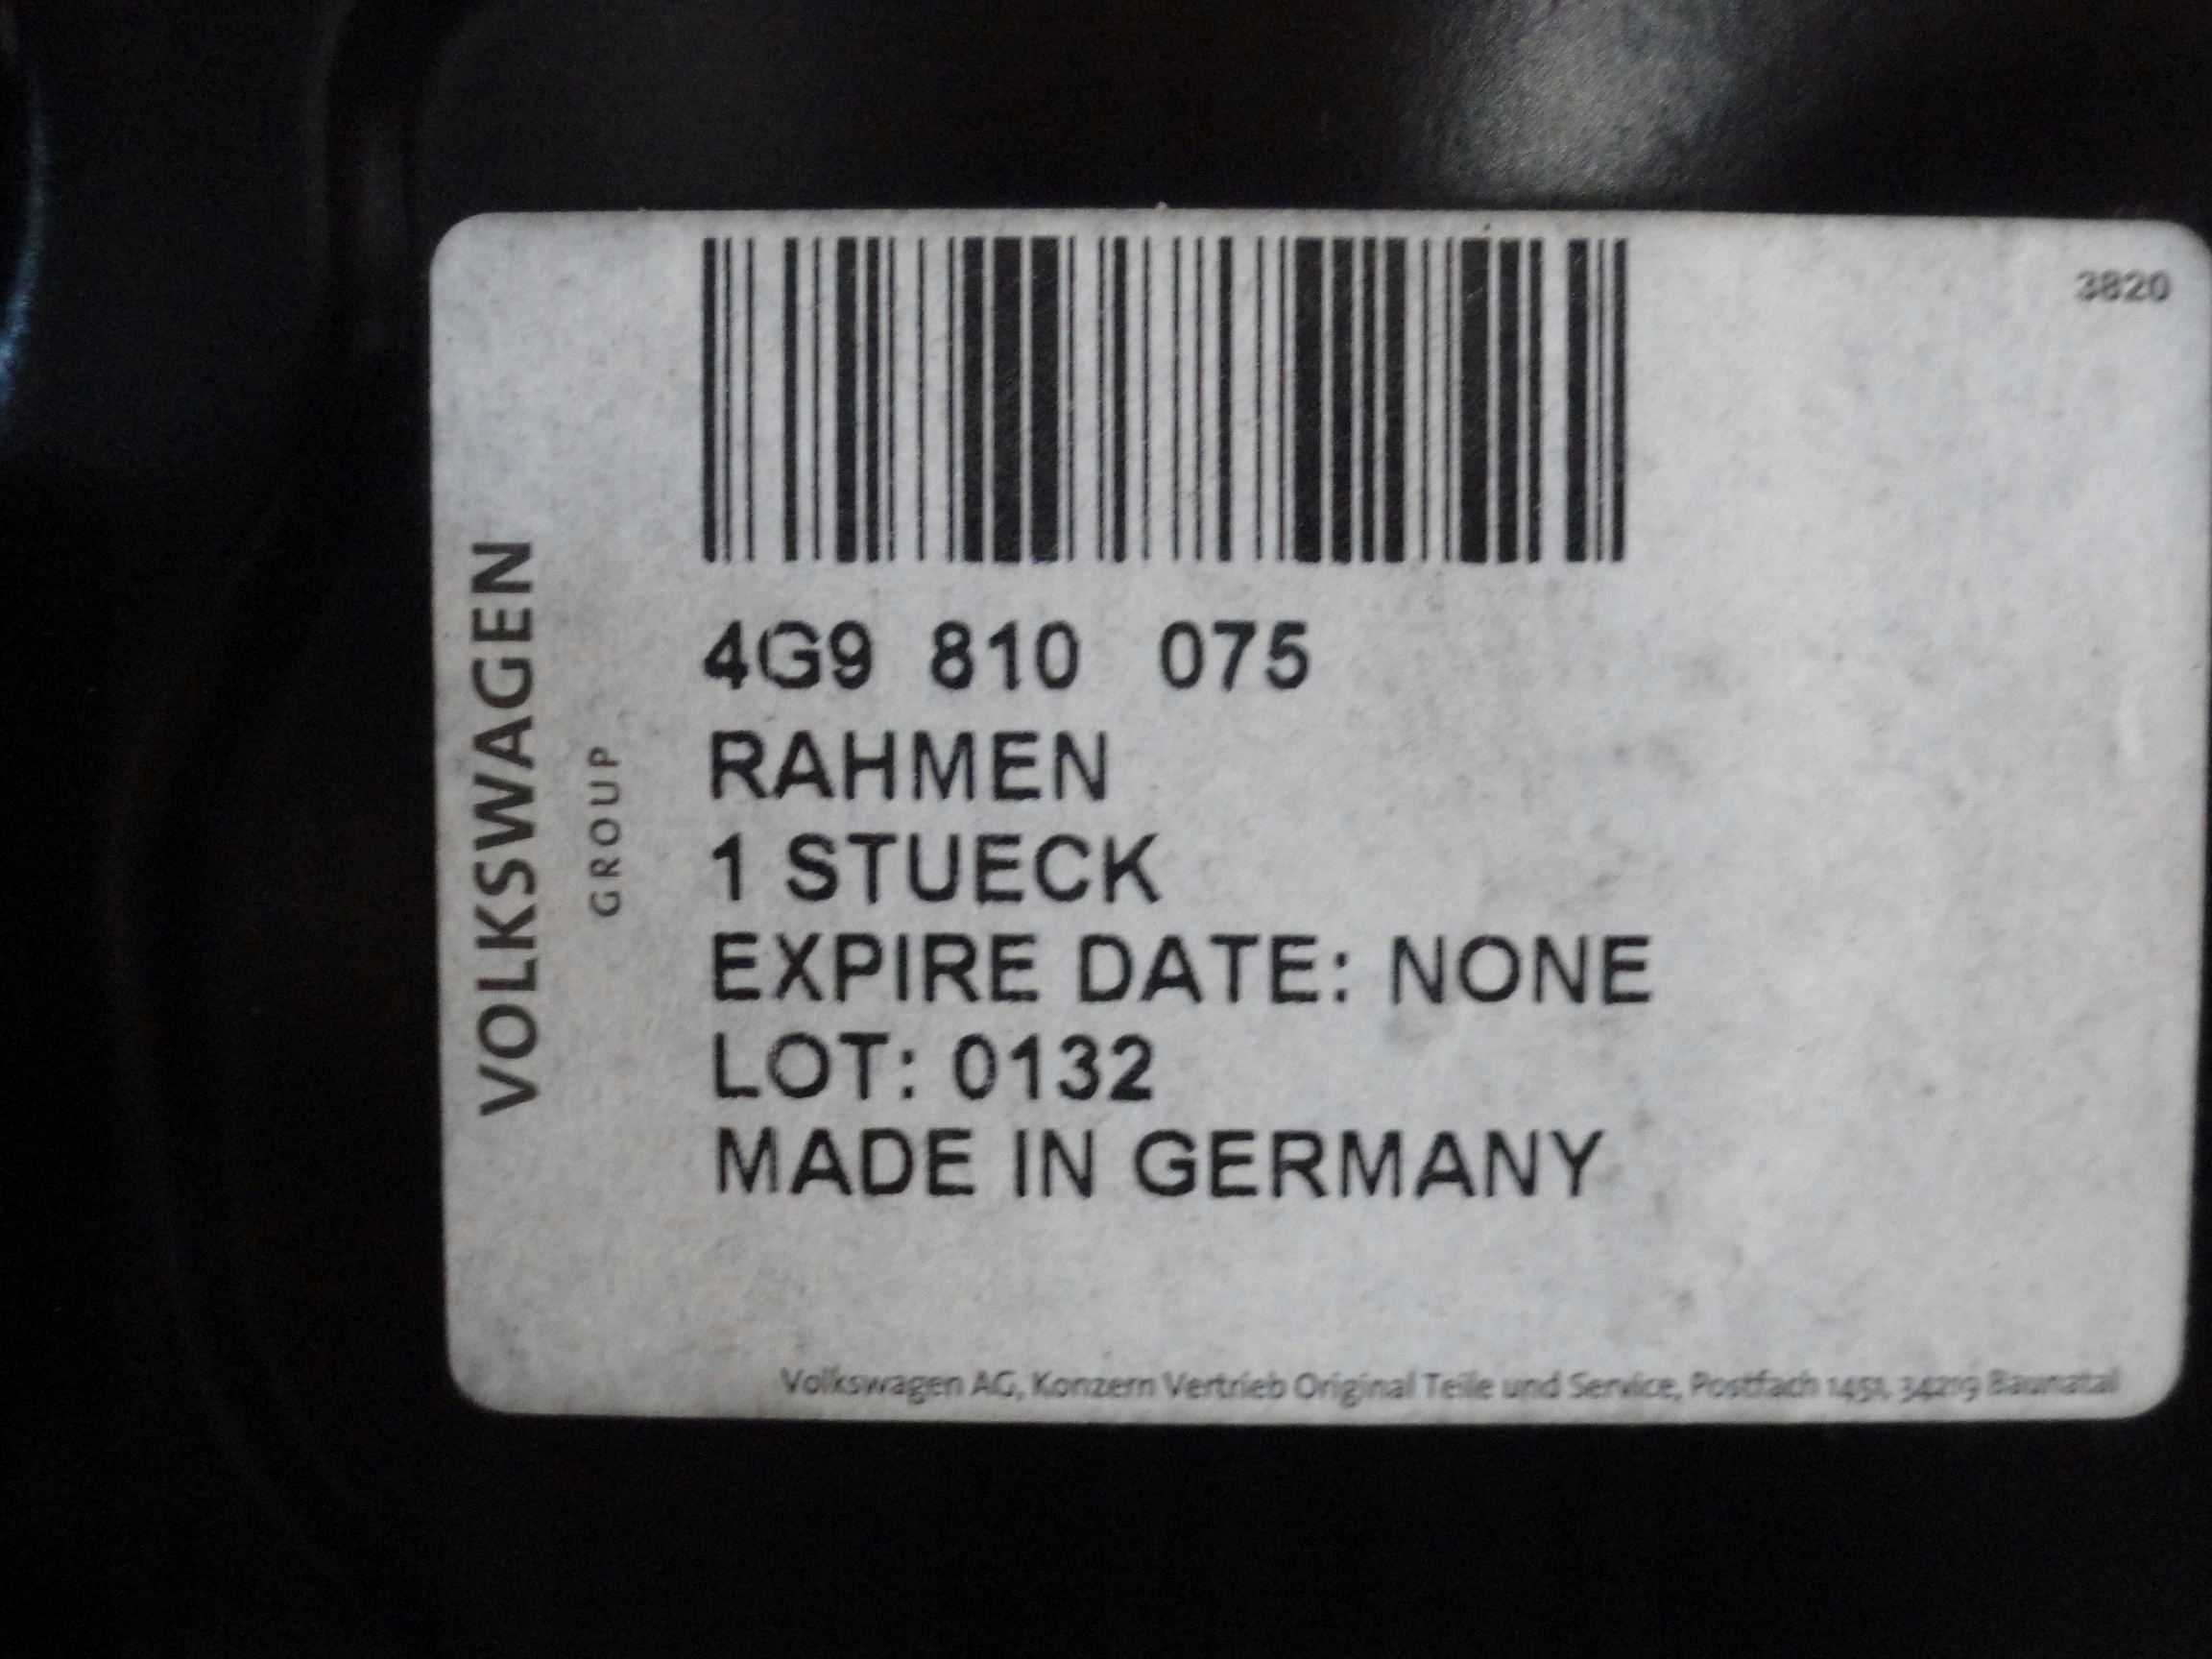 3820
VOLKSWAGEN
GROUP
4G9 810 075
RAHMEN
1 STUECK
EXPIRE DATE: NONE
LOT: 0132
MADE IN GERMANY
Volkswagen AG, Konzern Vertrieb Original Teile und Service, Postfach 1451, 34219 Baunatal